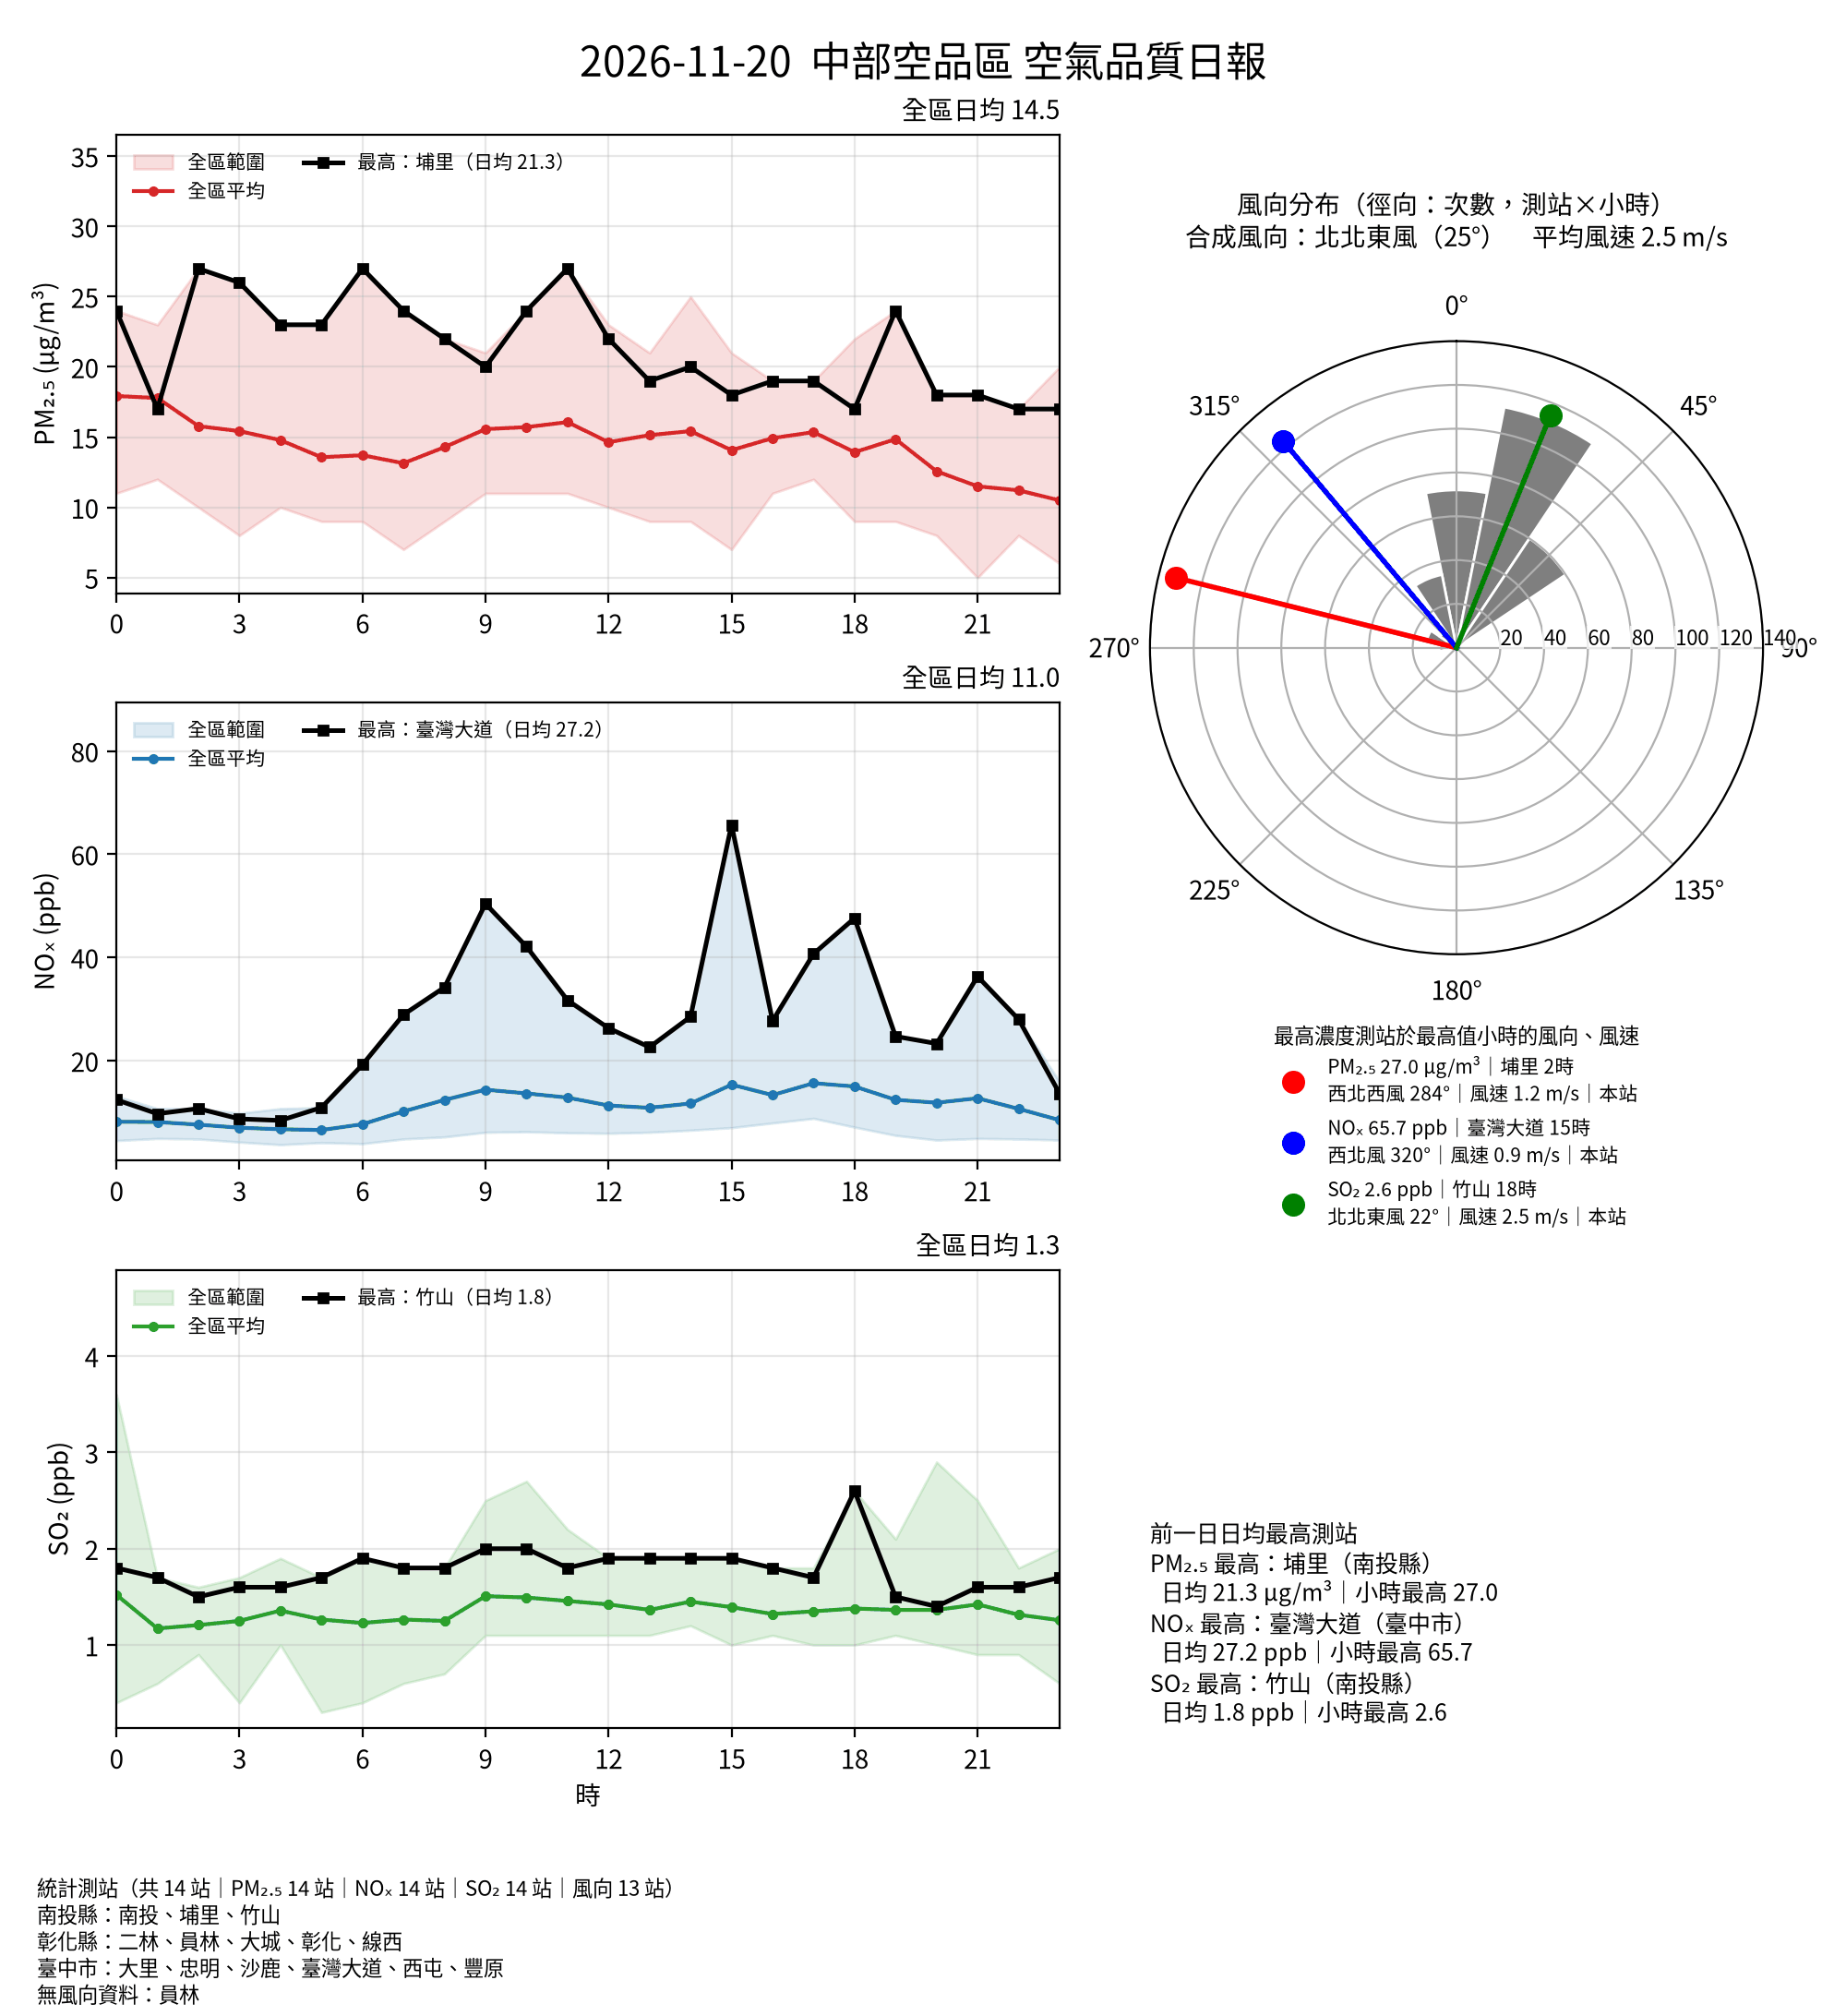 2026-11-20 中部空品區 空氣品質日報
全區日均 14.5
全區範圍
全區平均
最高：埔里（日均 21.3）
PM₂.₅ (µg/m³)
35
30
25
20
15
10
5
0 3 6 9 12 15 18 21
全區日均 11.0
全區範圍
全區平均
最高：臺灣大道（日均 27.2）
NOₓ (ppb)
80
60
40
20
0 3 6 9 12 15 18 21
全區日均 1.3
全區範圍
全區平均
最高：竹山（日均 1.8）
SO₂ (ppb)
4
3
2
1
0 3 6 9 12 15 18 21
時
風向分布（徑向：次數，測站×小時）
合成風向：北北東風（25°） 平均風速 2.5 m/s
0°
45°
90°
135°
180°
225°
270°
315°
20 40 60 80 100 120 140
最高濃度測站於最高值小時的風向、風速
PM₂.₅ 27.0 µg/m³｜埔里 2時
西北西風 284°｜風速 1.2 m/s｜本站
NOₓ 65.7 ppb｜臺灣大道 15時
西北風 320°｜風速 0.9 m/s｜本站
SO₂ 2.6 ppb｜竹山 18時
北北東風 22°｜風速 2.5 m/s｜本站
前一日日均最高測站
PM₂.₅ 最高：埔里（南投縣）
日均 21.3 µg/m³｜小時最高 27.0
NOₓ 最高：臺灣大道（臺中市）
日均 27.2 ppb｜小時最高 65.7
SO₂ 最高：竹山（南投縣）
日均 1.8 ppb｜小時最高 2.6
統計測站（共 14 站｜PM₂.₅ 14 站｜NOₓ 14 站｜SO₂ 14 站｜風向 13 站）
南投縣：南投、埔里、竹山
彰化縣：二林、員林、大城、彰化、線西
臺中市：大里、忠明、沙鹿、臺灣大道、西屯、豐原
無風向資料：員林